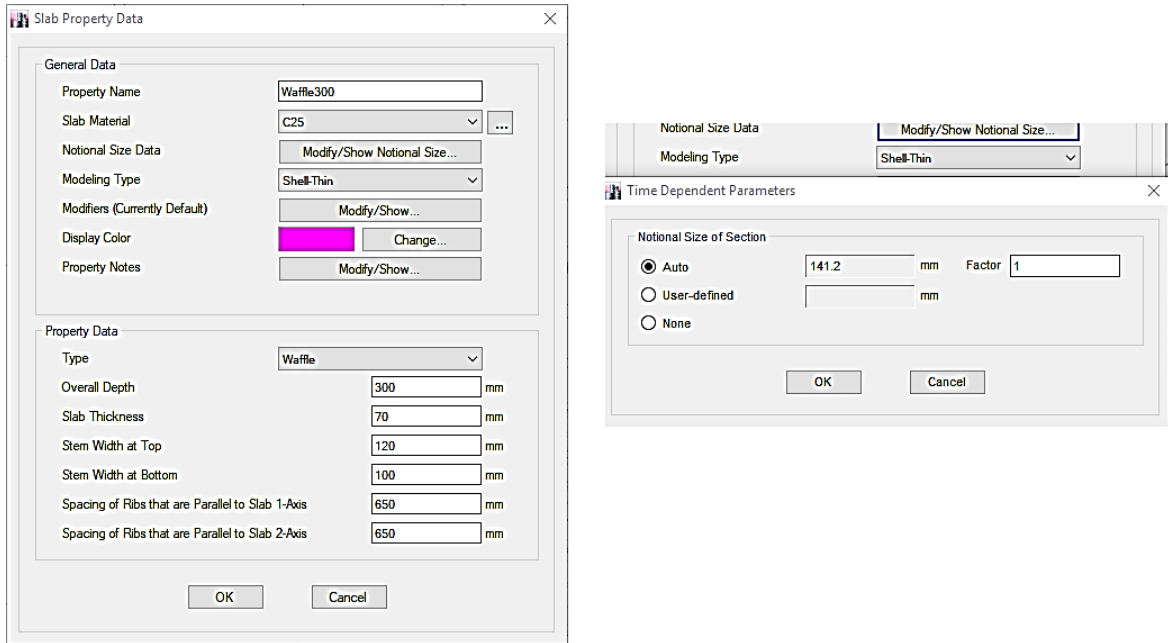 Slab Property Data
General Data
Property Name Waffle300
Slab Material C25 ...
Notional Size Data Modify/Show Notional Size...
Modeling Type Shell-Thin
Modifiers (Currently Default) Modify/Show...
Display Color Change...
Property Notes Modify/Show...
Property Data
Type Waffle
Overall Depth 300 mm
Slab Thickness 70 mm
Stem Width at Top 120 mm
Stem Width at Bottom 100 mm
Spacing of Ribs that are Parallel to Slab 1-Axis 650 mm
Spacing of Ribs that are Parallel to Slab 2-Axis 650 mm
OK Cancel
Notional Size Data Modify/Show Notional Size...
Modeling Type Shell-Thin
Time Dependent Parameters
Notional Size of Section
Auto 141.2 mm Factor 1
User-defined mm
None
OK Cancel